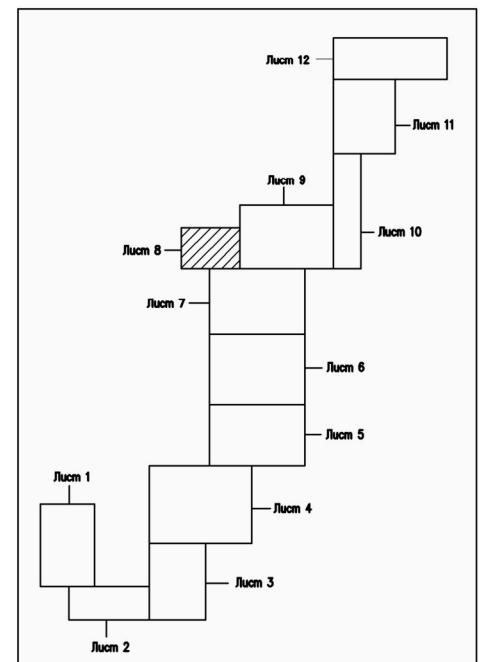 Лист 12
Лист 11
Лист 9
Лист 10
Лист 8
Лист 7
Лист 6
Лист 5
Лист 1
Лист 4
Лист 3
Лист 2